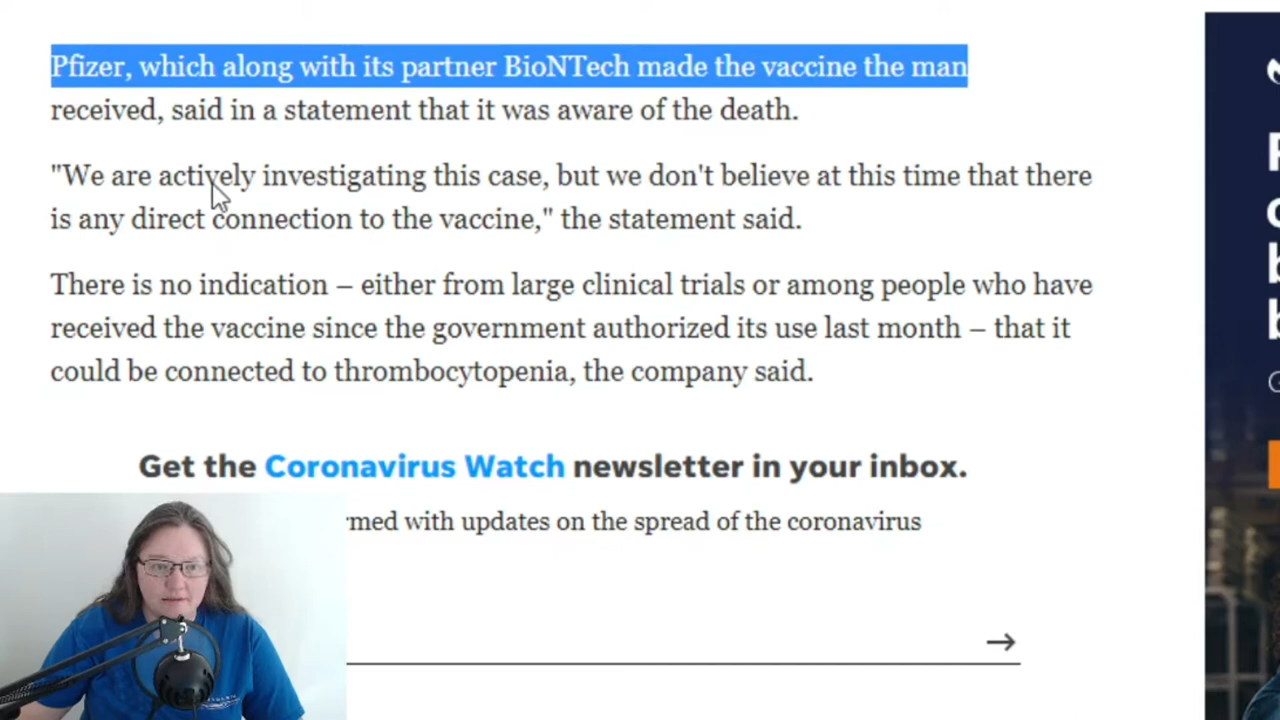 Pfizer, which along with its partner BioNTech made the vaccine the man
received, said in a statement that it was aware of the death.
"We are actively investigating this case, but we don't believe at this time that there
is any direct connection to the vaccine," the statement said.
There is no indication – either from large clinical trials or among people who have
received the vaccine since the government authorized its use last month – that it
could be connected to thrombocytopenia, the company said.
Get the Coronavirus Watch newsletter in your inbox.
with updates on the spread of the coronavirus